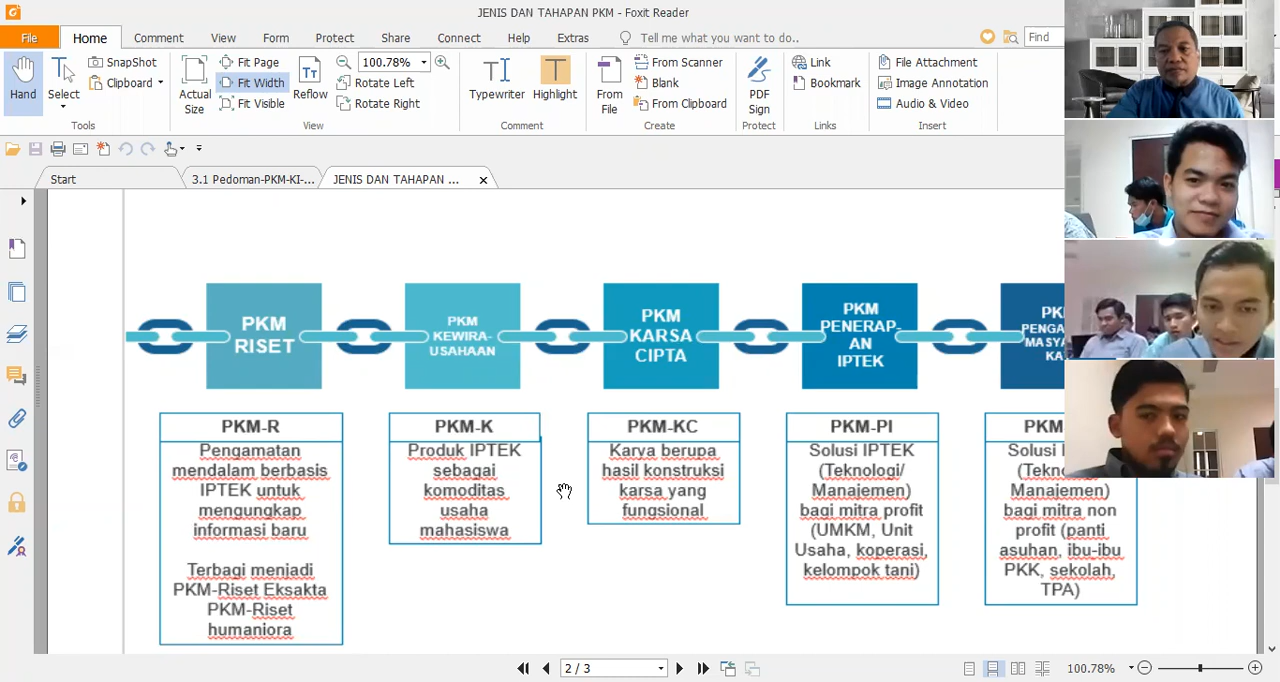 JENIS DAN TAHAPAN PKM - Foxit Reader
File Home Comment View Form Protect Share Connect Help Extras Tell me what you want to do.. Find
Hand
Select
SnapShot
Clipboard
Tools
Actual Size
Fit Page
Fit Width
Fit Visible
Reflow
100.78%
Rotate Left
Rotate Right
View
Typewriter
Highlight
Comment
From File
From Scanner
Blank
From Clipboard
Create
PDF Sign
Protect
Link
Bookmark
Links
File Attachment
Image Annotation
Audio & Video
Insert
Start
3.1 Pedoman-PKM-KI-...
JENIS DAN TAHAPAN ...
PKM
RISET
PKM
KEWIRA-
USAHAAN
PKM
KARSA
CIPTA
PKM
PENERAP-
AN
IPTEK
PKM-R
Pengamatan
mendalam berbasis
IPTEK untuk
mengungkap
informasi baru
Terbagi menjadi
PKM-Riset Eksakta
PKM-Riset
humaniora
PKM-K
Produk IPTEK
sebagai
komoditas
usaha
mahasiswa
PKM-KC
Karya berupa
hasil konstruksi
karsa yang
fungsional
PKM-PI
Solusi IPTEK
(Teknologi/
Manajemen)
bagi mitra profit
(UMKM, Unit
Usaha, koperasi,
kelompok tani)
Manajemen)
bagi mitra non
profit (panti
asuhan, ibu-ibu
PKK, sekolah,
TPA)
2 / 3
100.78%